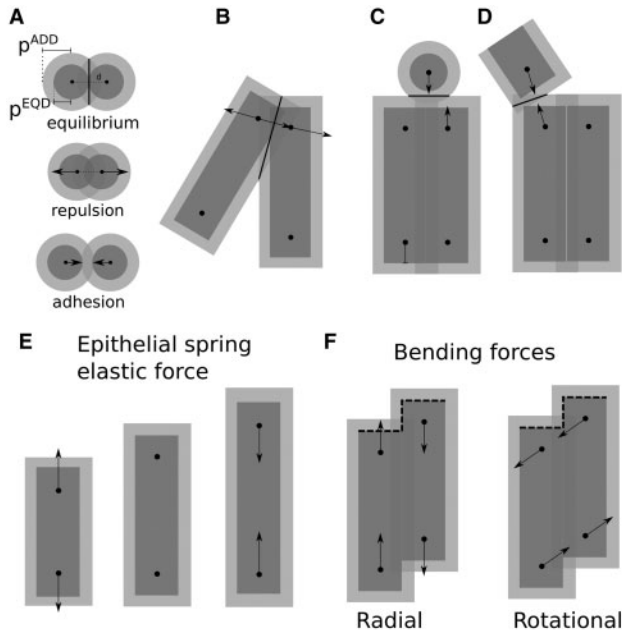 A
B
C
D
p^ADD
d
p^EQD
equilibrium
repulsion
adhesion
E
Epithelial spring
elastic force
F
Bending forces
Radial
Rotational